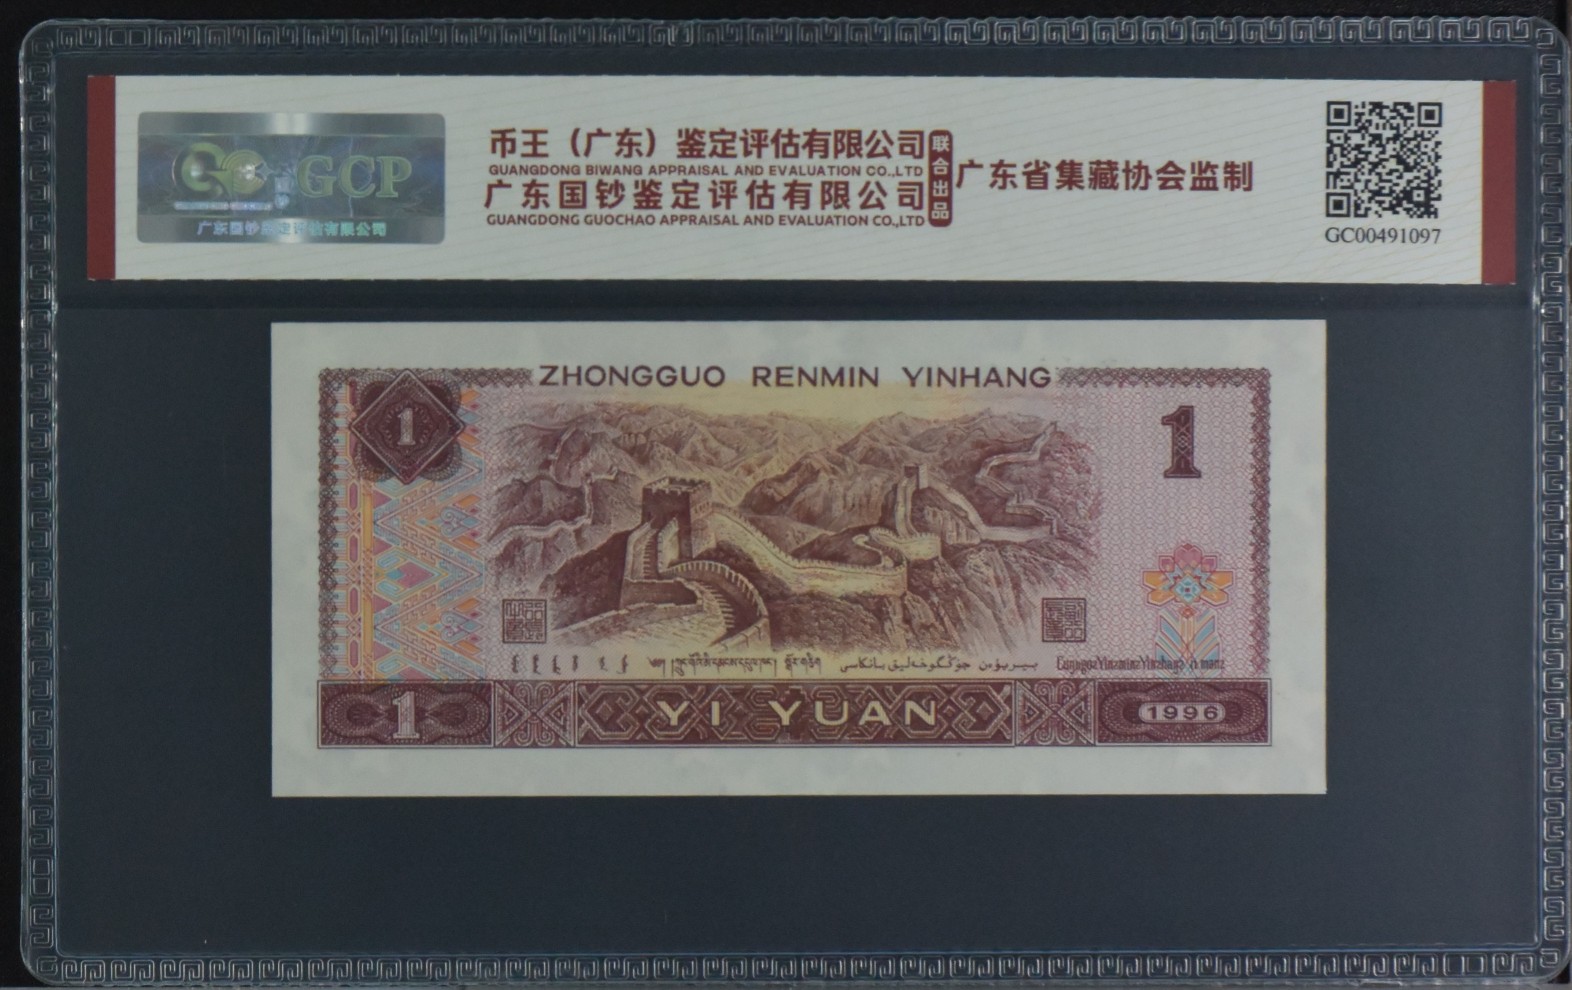 GCP
广东国钞鉴定评估有限公司
币王（广东）鉴定评估有限公司
GUANGDONG BIWANG APPRAISAL AND EVALUATION CO.,LTD
广东国钞鉴定评估有限公司
GUANGDONG GUOCHAO APPRAISAL AND EVALUATION CO.,LTD
联合出品
广东省集藏协会监制
GC00491097
ZHONGGUO RENMIN YINHANG
1
1
1
YI YUAN
1996